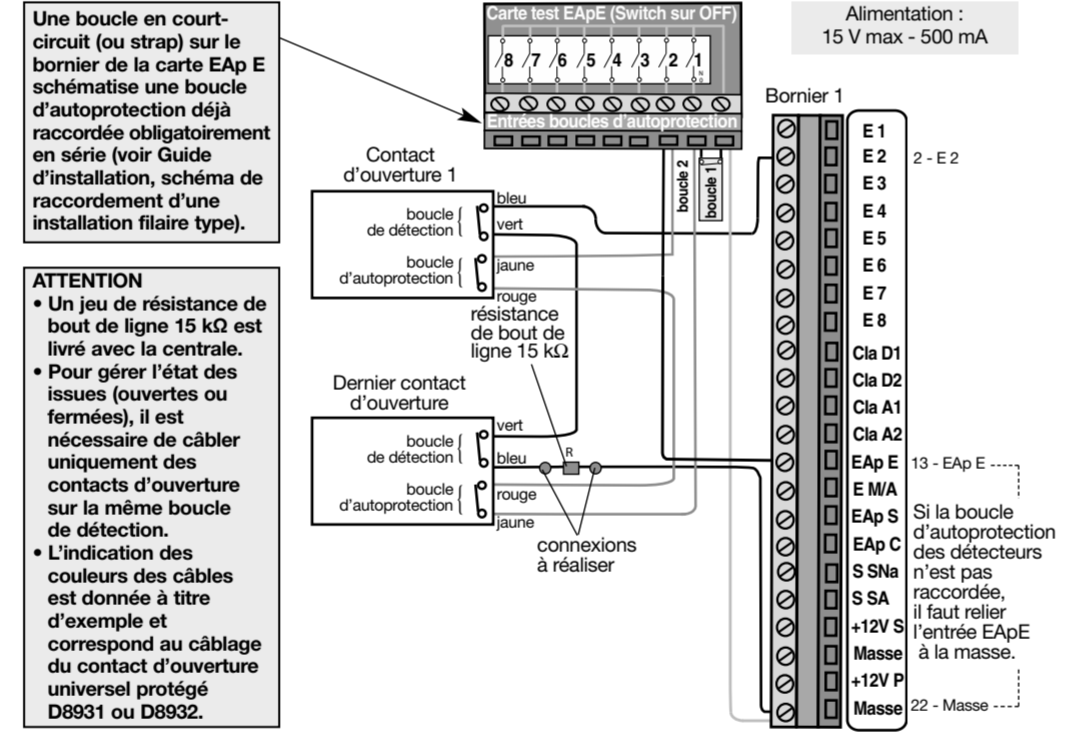 Une boucle en court-
circuit (ou strap) sur le
bornier de la carte EAp E
schématise une boucle
d'autoprotection déjà
raccordée obligatoirement
en série (voir Guide
d'installation, schéma de
raccordement d'une
installation filaire type).
ATTENTION
• Un jeu de résistance de
bout de ligne 15 kΩ est
livré avec la centrale.
• Pour gérer l'état des
issues (ouvertes ou
fermées), il est
nécessaire de câbler
uniquement des
contacts d'ouverture
sur la même boucle
de détection.
• L'indication des
couleurs des câbles
est donnée à titre
d'exemple et
correspond au câblage
du contact d'ouverture
universel protégé
D8931 ou D8932.
Carte test EApE (Switch sur OFF)
8 7 6 5 4 3 2 1
N
O
Entrées boucles d'autoprotection
boucle 2
boucle 1
Contact
d'ouverture 1
boucle
de détection
boucle
d'autoprotection
bleu
vert
jaune
rouge
résistance
de bout de
ligne 15 kΩ
Dernier contact
d'ouverture
boucle
de détection
boucle
d'autoprotection
vert
bleu
R
rouge
jaune
connexions
à réaliser
Alimentation :
15 V max - 500 mA
Bornier 1
E 1
E 2
2 - E 2
E 3
E 4
E 5
E 6
E 7
E 8
Cla D1
Cla D2
Cla A1
Cla A2
EAp E
13 - EAp E
E M/A
EAp S
EAp C
S SNa
S SA
+12V S
Masse
+12V P
Masse
22 - Masse
Si la boucle
d'autoprotection
des détecteurs
n'est pas
raccordée,
il faut relier
l'entrée EApE
à la masse.